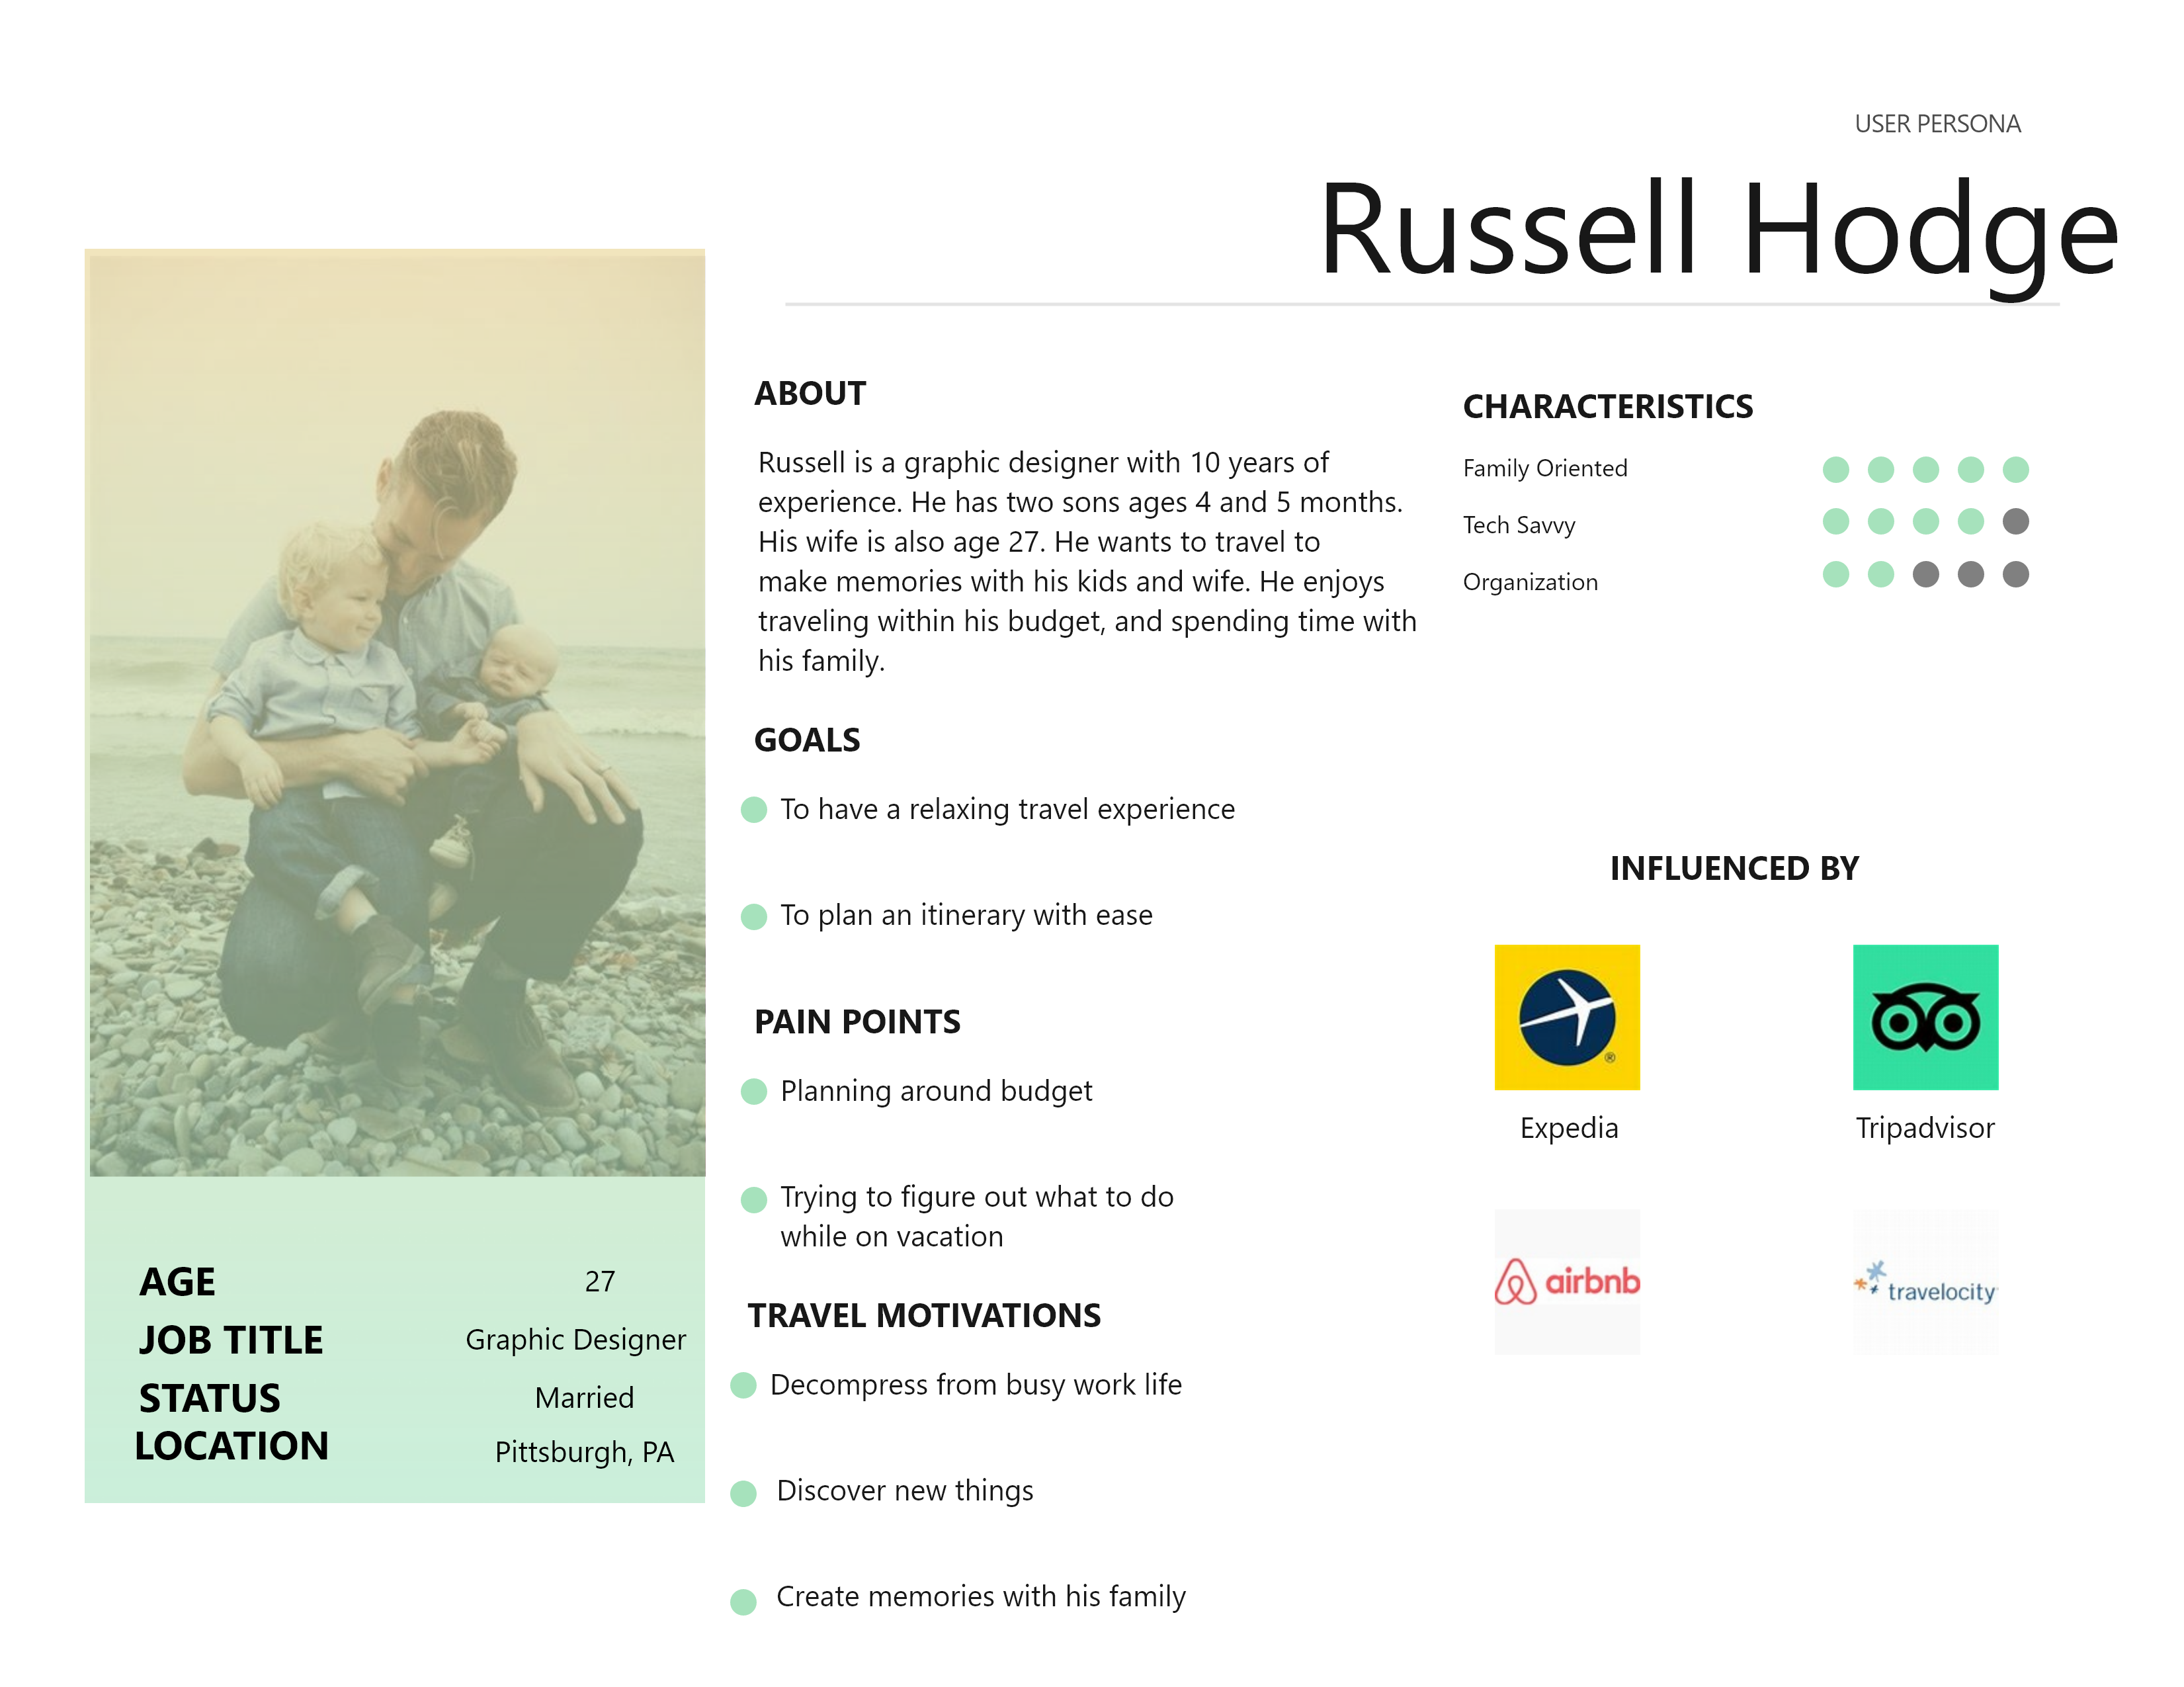 USER PERSONA
Russell Hodge
ABOUT
Russell is a graphic designer with 10 years of
experience. He has two sons ages 4 and 5 months.
His wife is also age 27. He wants to travel to
make memories with his kids and wife. He enjoys
traveling within his budget, and spending time with
his family.
GOALS
To have a relaxing travel experience
To plan an itinerary with ease
PAIN POINTS
Planning around budget
Trying to figure out what to do
while on vacation
TRAVEL MOTIVATIONS
Decompress from busy work life
Discover new things
Create memories with his family
CHARACTERISTICS
Family Oriented
Tech Savvy
Organization
INFLUENCED BY
®
Expedia
Tripadvisor
airbnb
travelocity
AGE 27
JOB TITLE Graphic Designer
STATUS Married
LOCATION Pittsburgh, PA